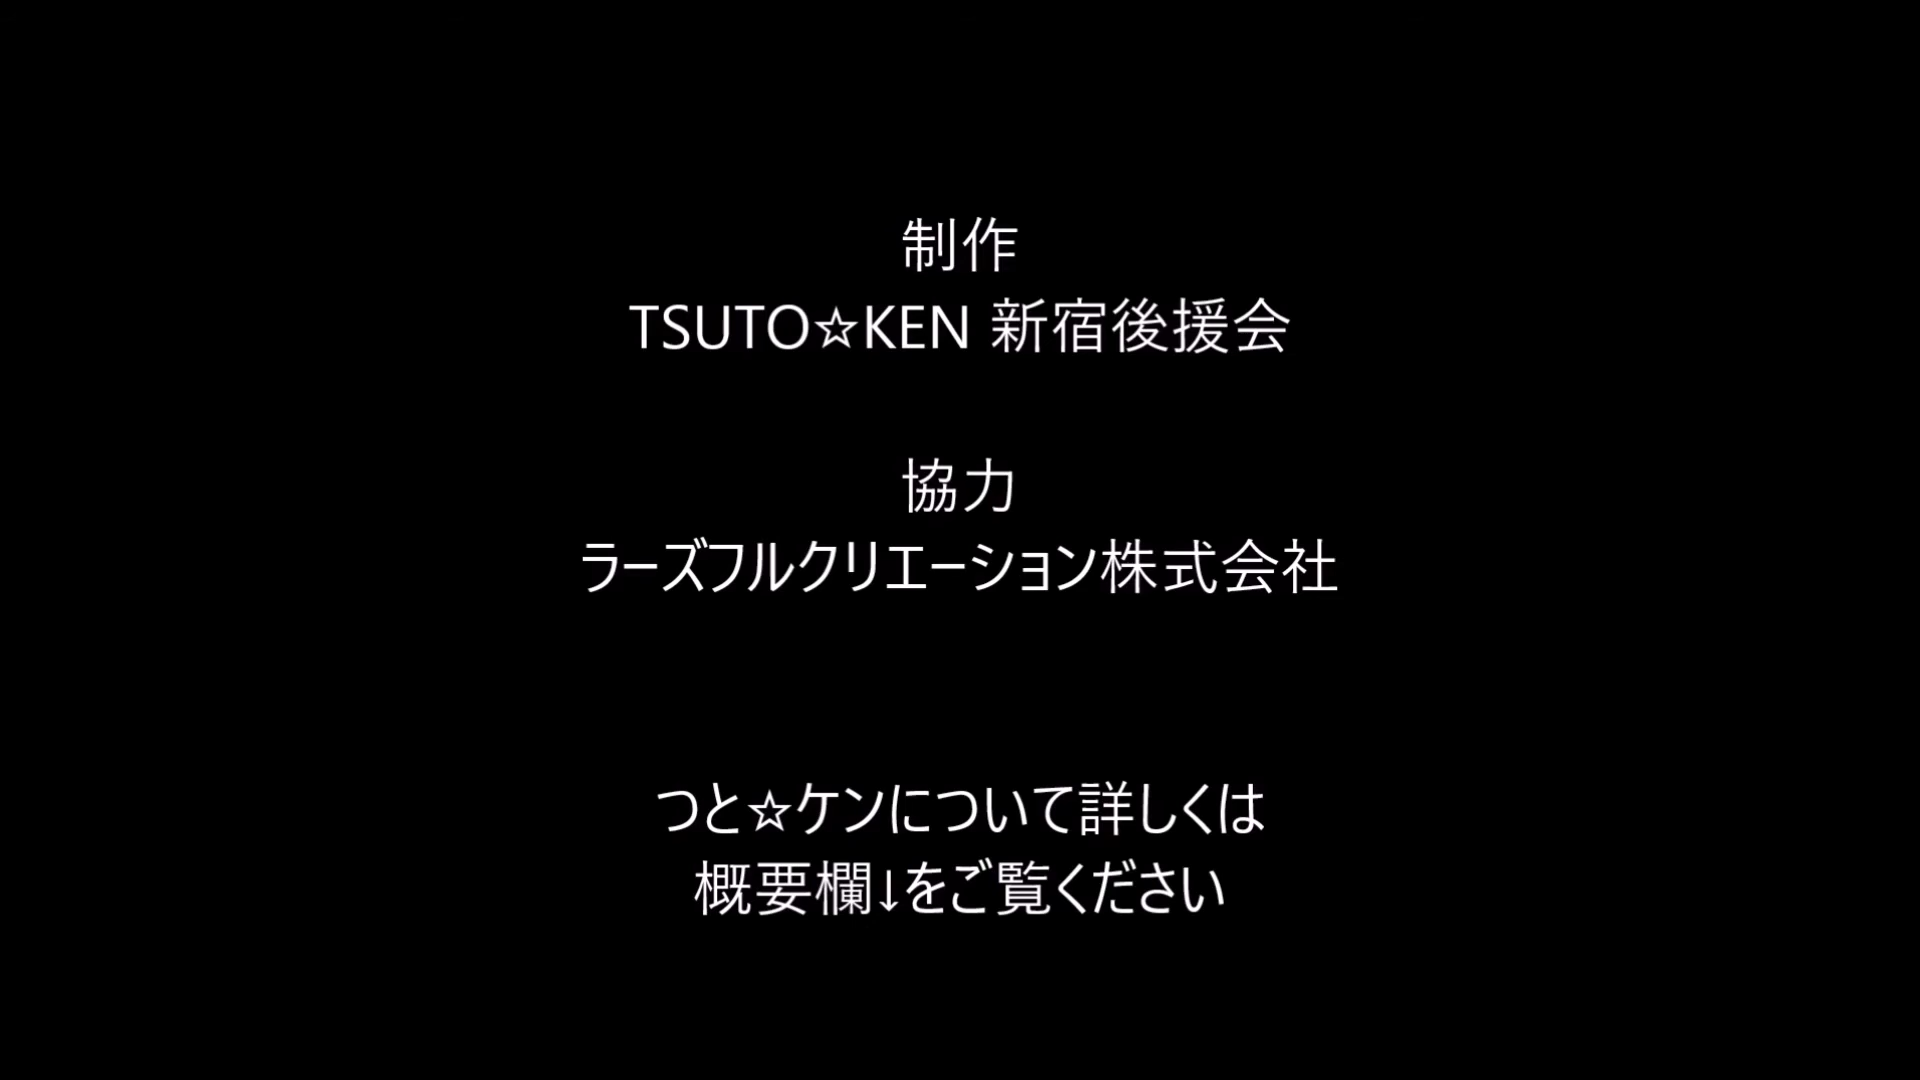 制作
TSUTO☆KEN 新宿後援会
協力
ラーズフルクリエーション株式会社
つと☆ケンについて詳しくは
概要欄↓をご覧ください